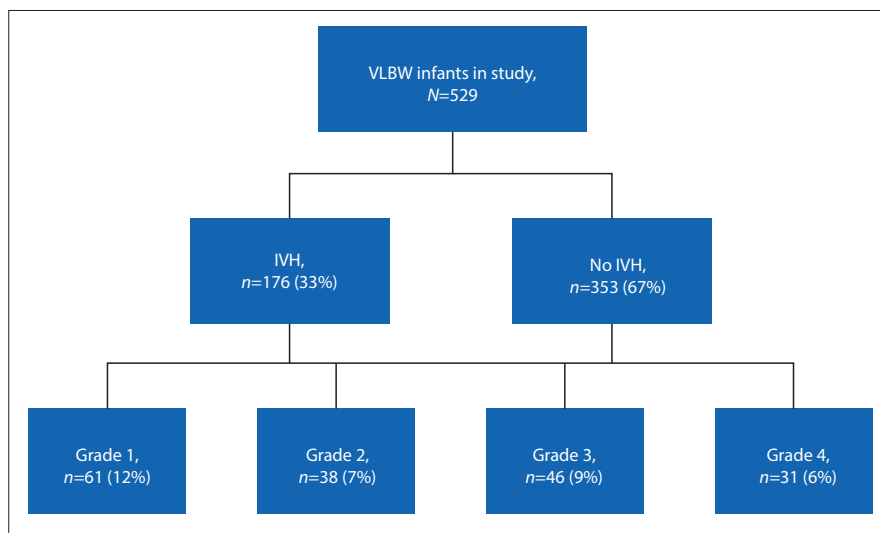 VLBW infants in study,
N=529
IVH,
n=176 (33%)
No IVH,
n=353 (67%)
Grade 1,
n=61 (12%)
Grade 2,
n=38 (7%)
Grade 3,
n=46 (9%)
Grade 4,
n=31 (6%)